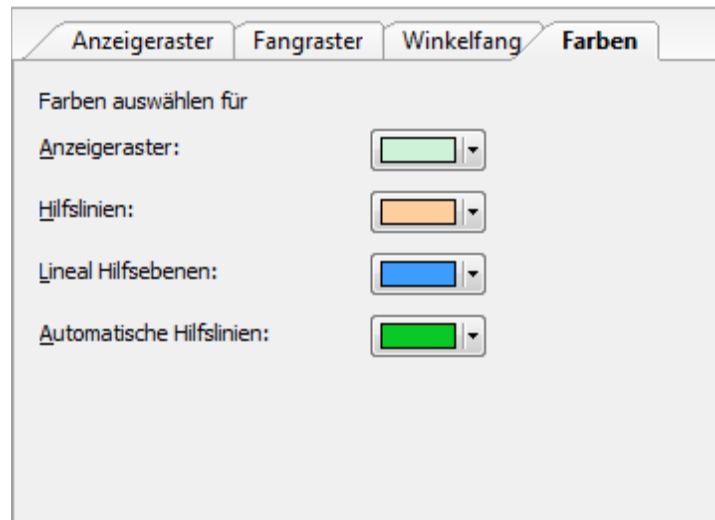 Anzeigeraster Fangraster Winkelfang Farben
Farben auswählen für
Anzeigeraster:
Hilfslinien:
Lineal Hilfsebenen:
Automatische Hilfslinien: